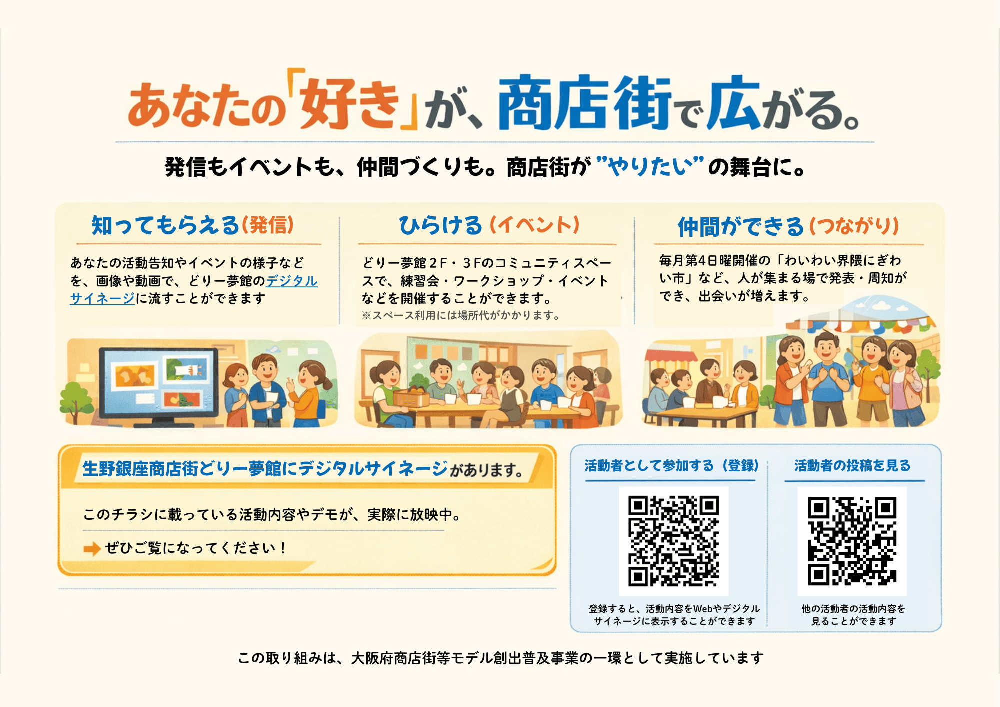 あなたの「好き」が、商店街で広がる。
発信もイベントも、仲間づくりも。商店街が”やりたい”の舞台に。
知ってもらえる(発信)
あなたの活動告知やイベントの様子など
を、画像や動画で、どりー夢館のデジタル
サイネージに流すことができます
ひらける(イベント)
どりー夢館２F・３Fのコミュニティスペー
スで、練習会・ワークショップ・イベント
などを開催することができます。
※スペース利用には場所代がかかります。
仲間ができる(つながり)
毎月第4日曜開催の「わいわい界隈にぎわ
い市」など、人が集まる場で発表・周知が
でき、出会いが増えます。
生野銀座商店街どりー夢館にデジタルサイネージがあります。
このチラシに載っている活動内容やデモが、実際に放映中。
ぜひご覧になってください！
活動者として参加する（登録）
登録すると、活動内容をWebやデジタル
サイネージに表示することができます
活動者の投稿を見る
他の活動者の活動内容を
見ることができます
この取り組みは、大阪府商店街等モデル創出普及事業の一環として実施しています